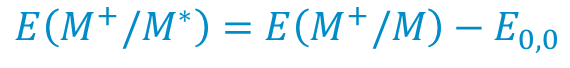 E(M⁺/M*) = E(M⁺/M) − E₀,₀